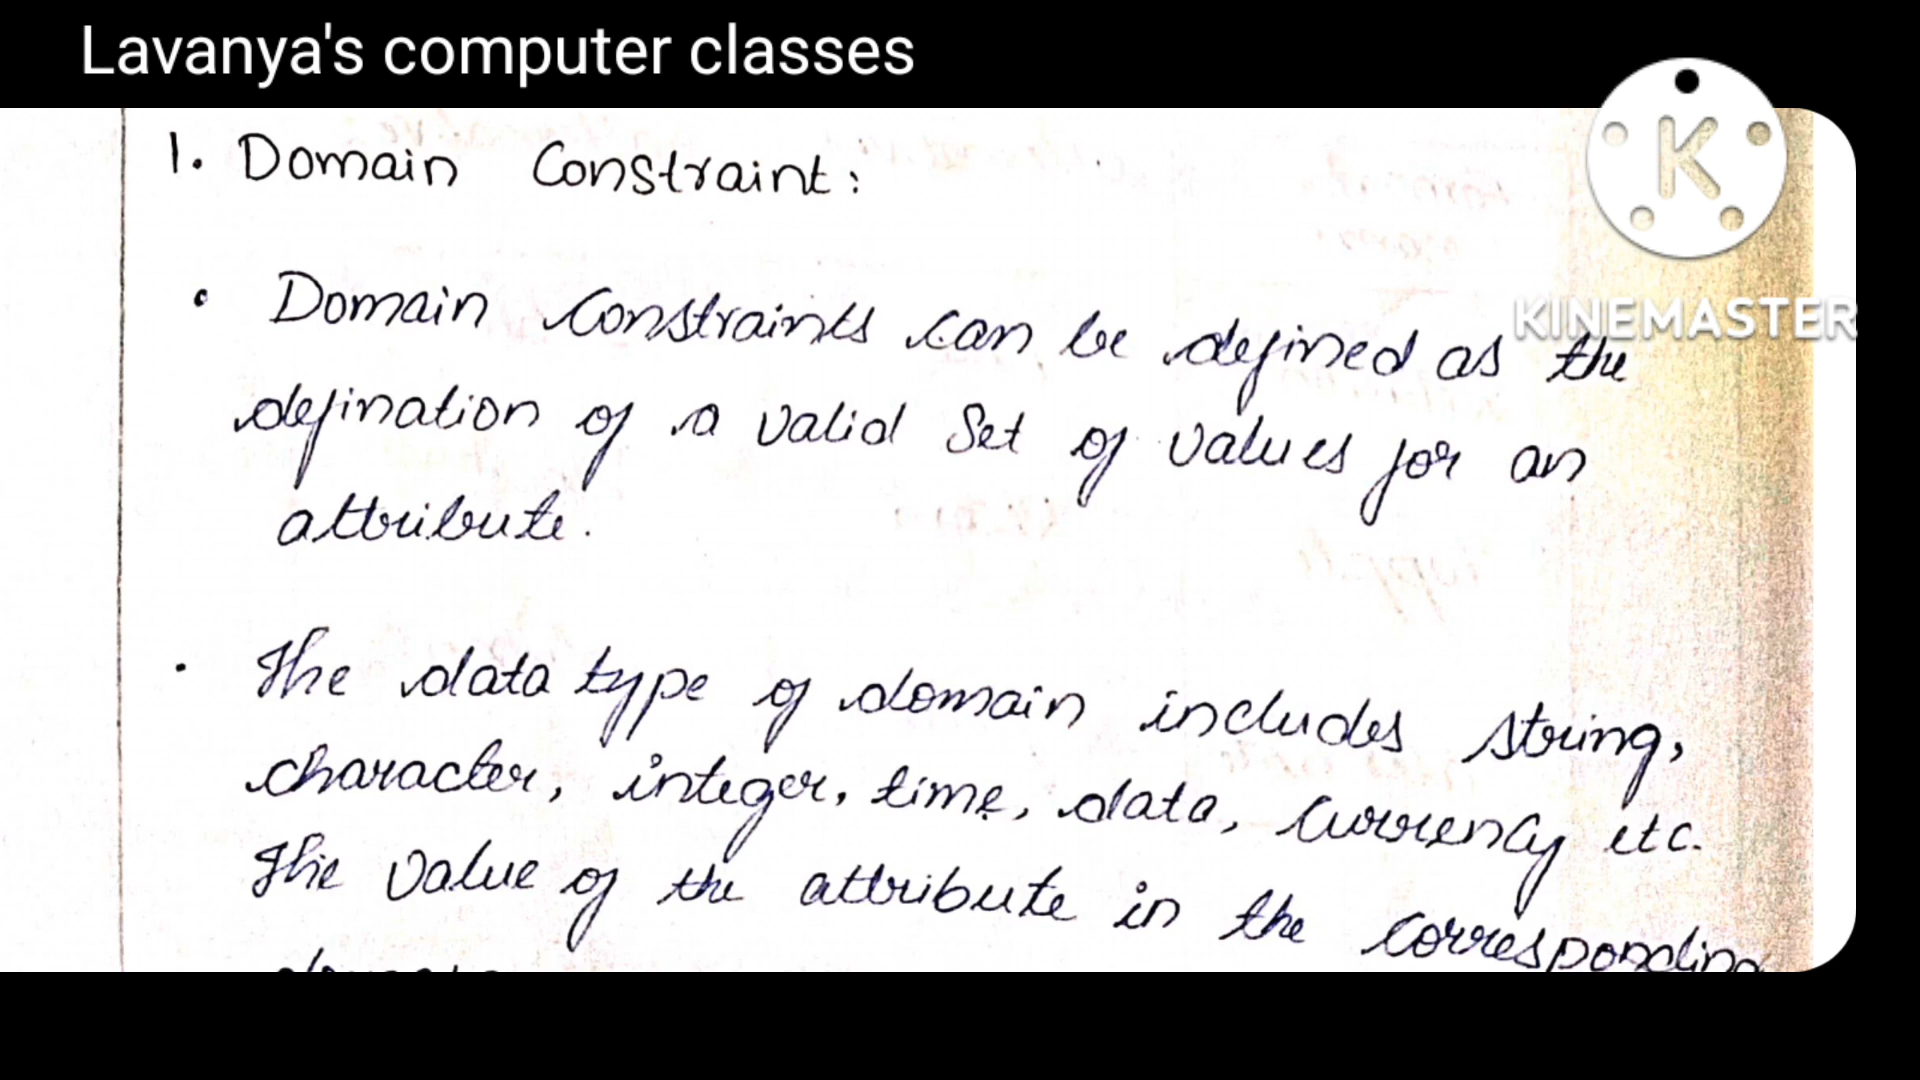 Lavanya's computer classes
K
KINEMASTER
1. Domain Constraint:
• Domain Constraints can be defined as the
defination of a valid Set of values for an
attribute.
• The data type of domain includes string,
character, integer, time, data, Currency etc.
The Value of the attribute in the Corresponding